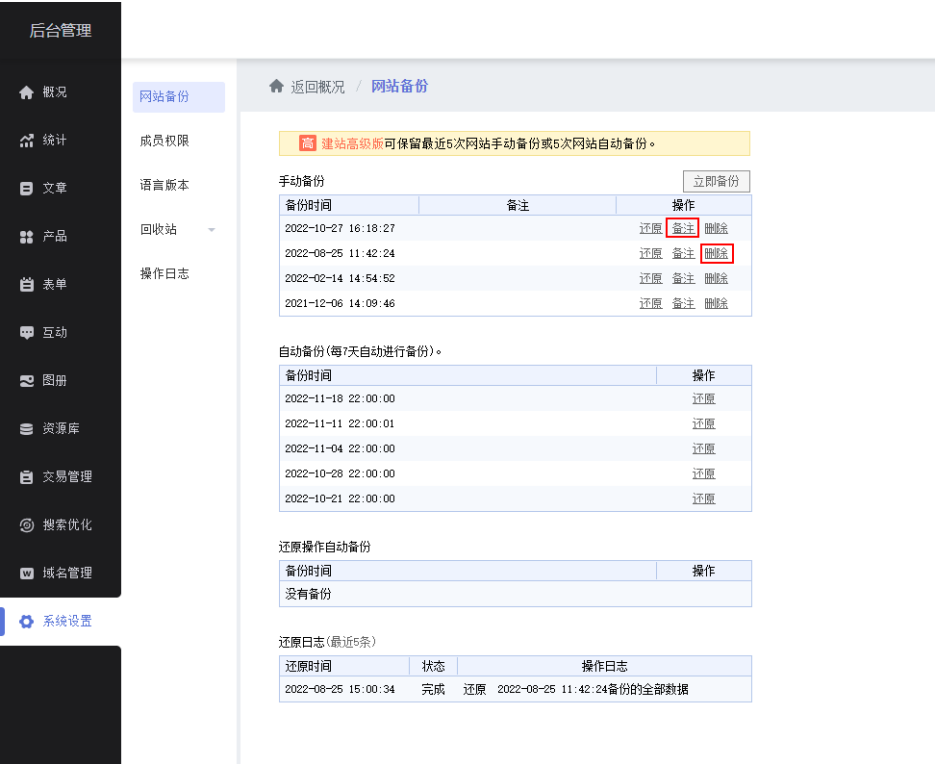 后台管理
概况
统计
文章
产品
表单
互动
图册
资源库
交易管理
搜索优化
域名管理
系统设置
网站备份
成员权限
语言版本
回收站
操作日志
返回概况 / 网站备份
高 建站高级版可保留最近5次网站手动备份或5次网站自动备份。
手动备份 立即备份
备份时间 备注 操作
2022-10-27 16:18:27 还原 备注 删除
2022-08-25 11:42:24 还原 备注 删除
2022-02-14 14:54:52 还原 备注 删除
2021-12-06 14:09:46 还原 备注 删除
自动备份(每7天自动进行备份)。
备份时间 操作
2022-11-18 22:00:00 还原
2022-11-11 22:00:01 还原
2022-11-04 22:00:00 还原
2022-10-28 22:00:00 还原
2022-10-21 22:00:00 还原
还原操作自动备份
备份时间 操作
没有备份
还原日志(最近5条)
还原时间 状态 操作日志
2022-08-25 15:00:34 完成 还原 2022-08-25 11:42:24备份的全部数据